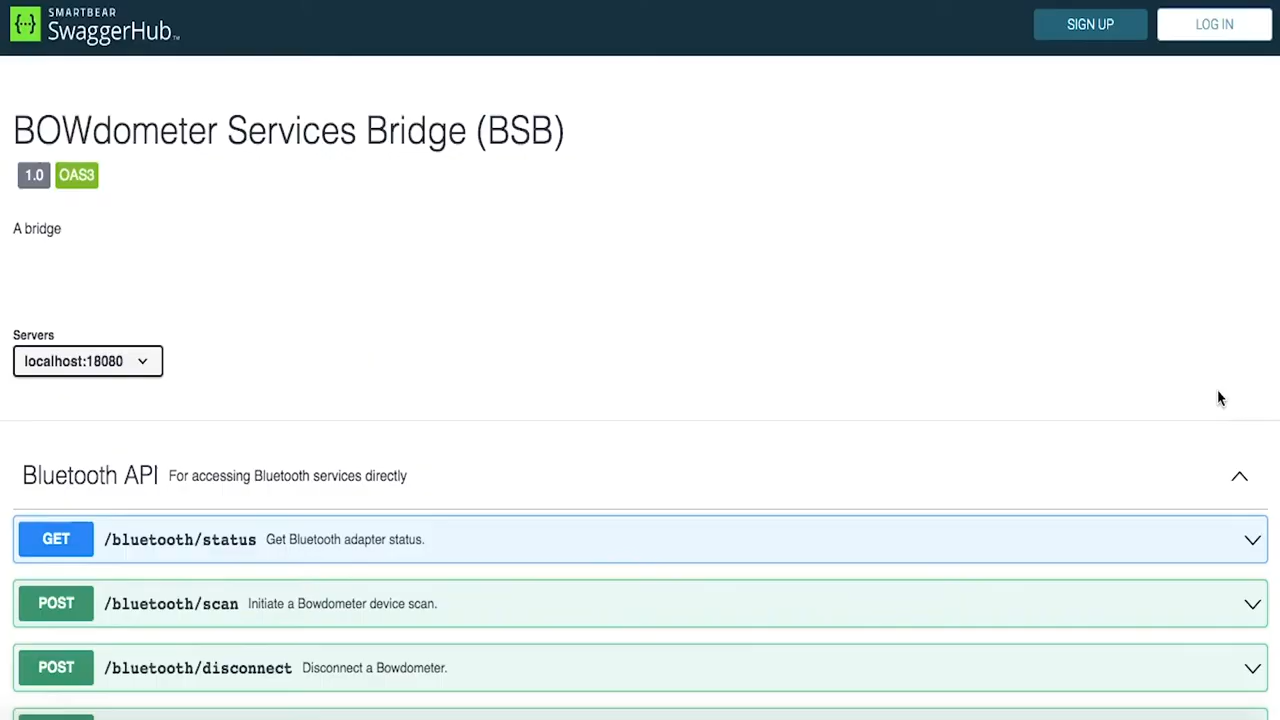 SMARTBEAR
SwaggerHub™
SIGN UP
LOG IN
BOWdometer Services Bridge (BSB)
1.0 OAS3
A bridge
Servers
localhost:18080
Bluetooth API For accessing Bluetooth services directly
GET /bluetooth/status Get Bluetooth adapter status.
POST /bluetooth/scan Initiate a Bowdometer device scan.
POST /bluetooth/disconnect Disconnect a Bowdometer.